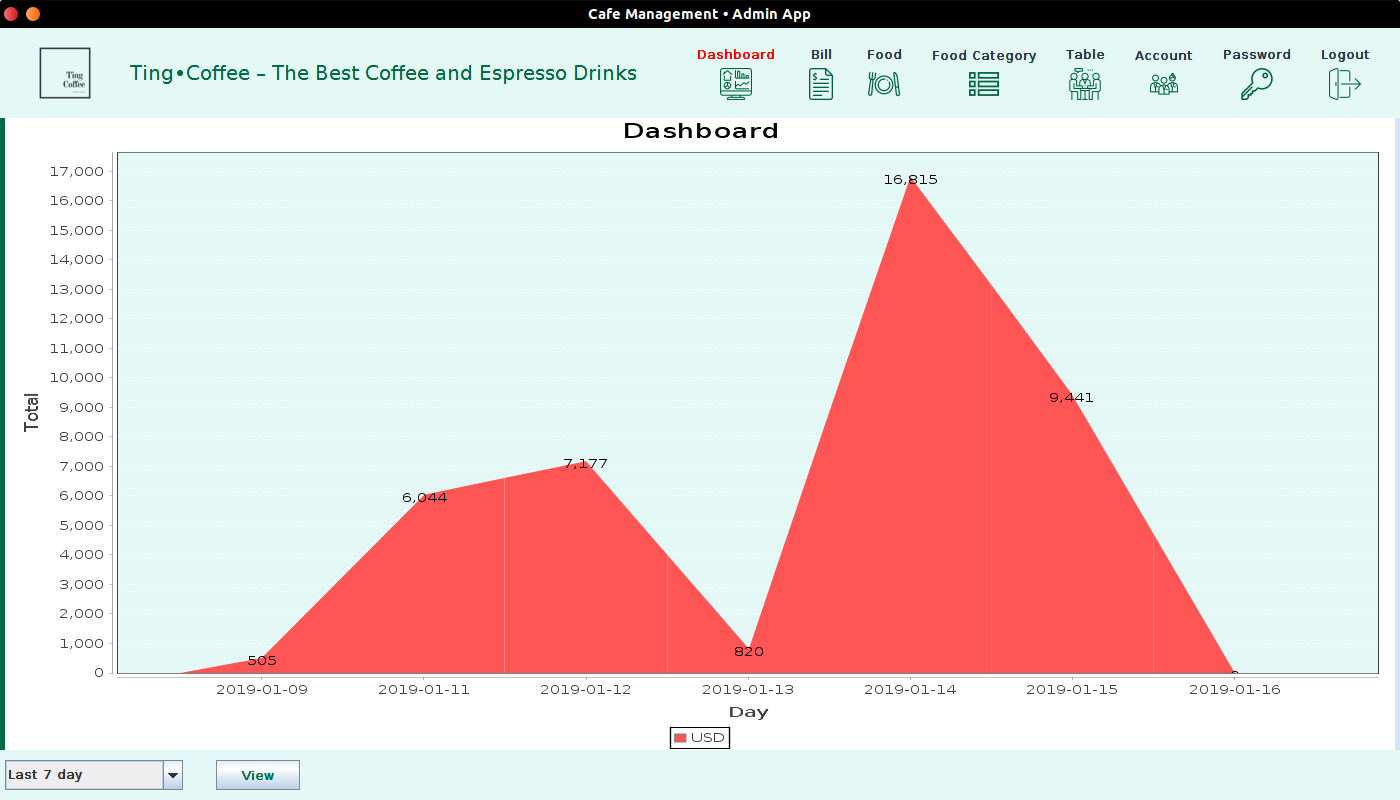 Cafe Management • Admin App
Ting
Coffee
Ting•Coffee – The Best Coffee and Espresso Drinks
Dashboard
Bill
Food
Food Category
Table
Account
Password
Logout
Dashboard
17,000
16,000
15,000
14,000
13,000
12,000
11,000
10,000
9,000
8,000
7,000
6,000
5,000
4,000
3,000
2,000
1,000
0
Total
505
6,044
7,177
820
16,815
9,441
2019-01-09
2019-01-11
2019-01-12
2019-01-13
2019-01-14
2019-01-15
2019-01-16
Day
USD
Last 7 day
View